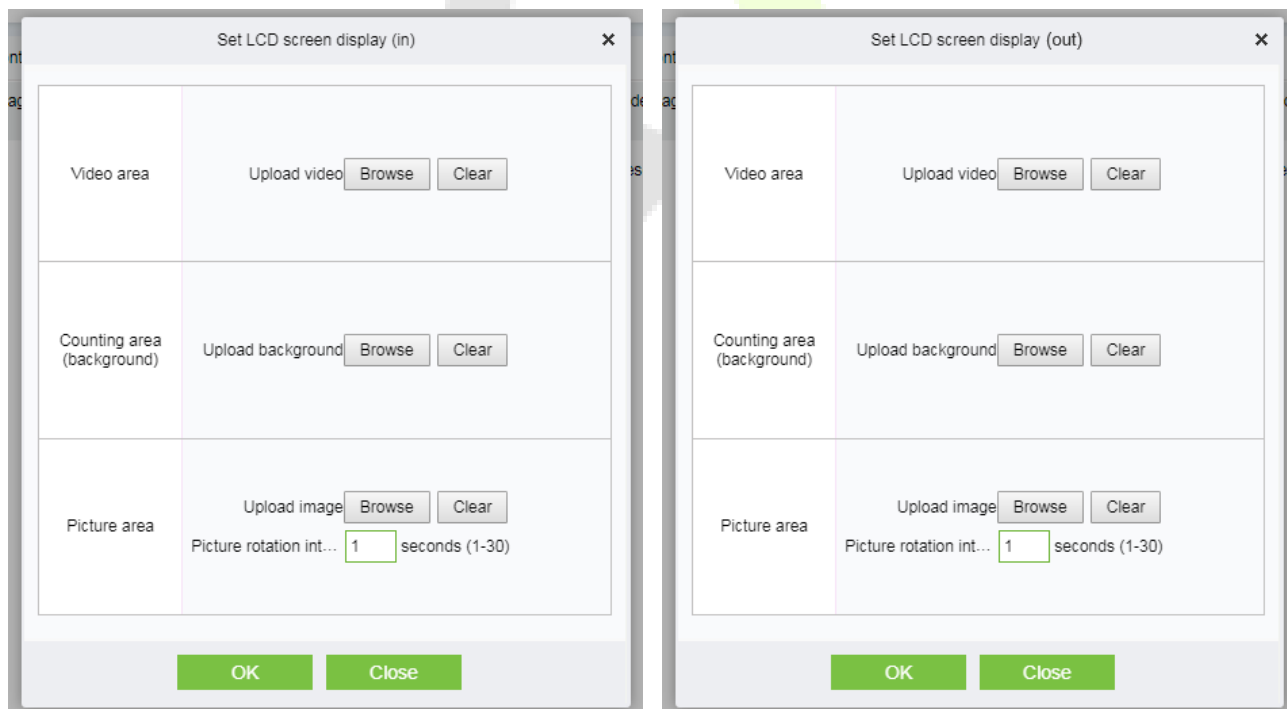 Set LCD screen display (in)
×
Video area
Upload video Browse Clear
Counting area
(background)
Upload background Browse Clear
Picture area
Upload image Browse Clear
Picture rotation int... 1 seconds (1-30)
OK Close
Set LCD screen display (out)
×
Video area
Upload video Browse Clear
Counting area
(background)
Upload background Browse Clear
Picture area
Upload image Browse Clear
Picture rotation int... 1 seconds (1-30)
OK Close